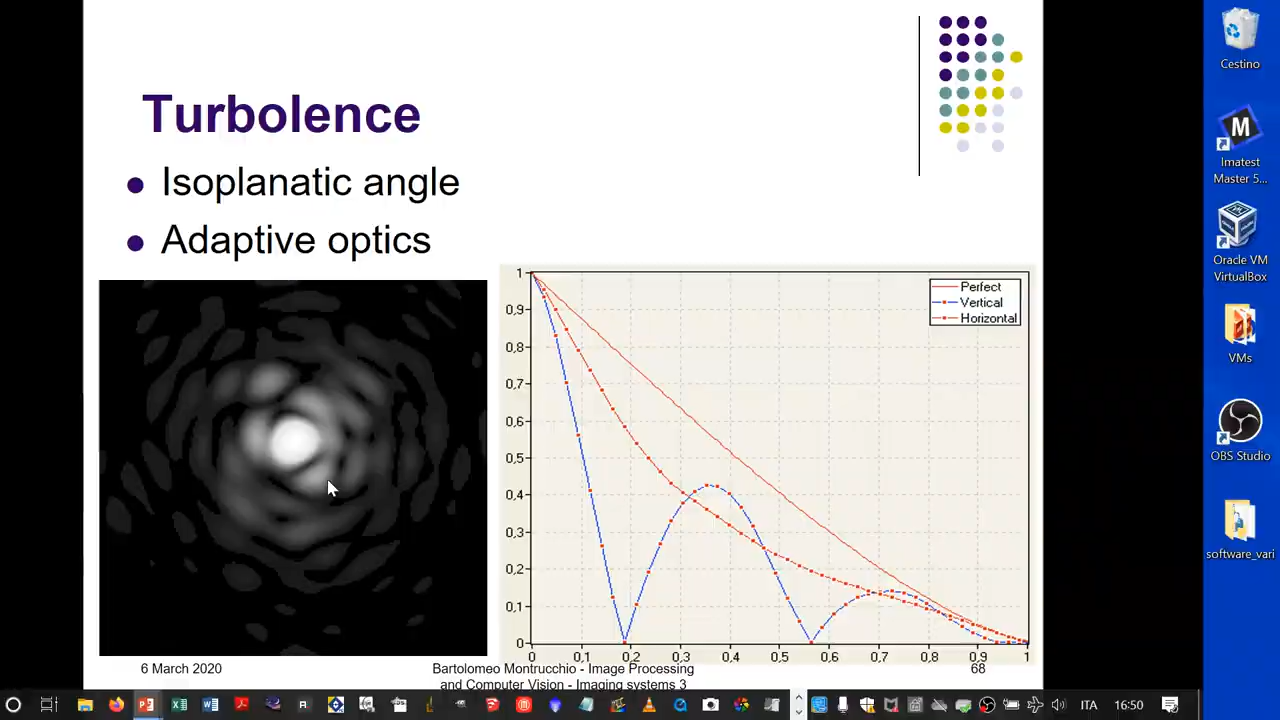 Turbolence
Isoplanatic angle
Adaptive optics
1
0,9
0,8
0,7
0,6
0,5
0,4
0,3
0,2
0,1
0
Perfect
Vertical
Horizontal
0 0,1 0,2 0,3 0,4 0,5 0,6 0,7 0,8 0,9 1
6 March 2020
Bartolomeo Montrucchio - Image Processing
and Computer Vision - Imaging systems 3
68
Cestino
M
Imatest
Master 5...
Oracle VM
VirtualBox
VMs
OBS Studio
software_vari
ITA
16:50